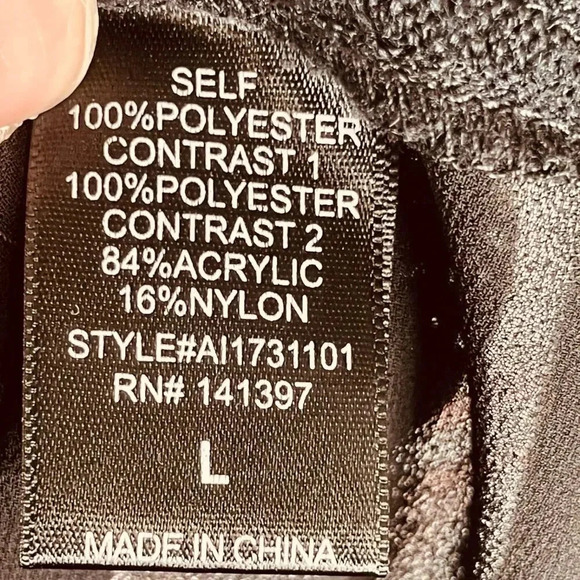 SELF
100%POLYESTER
CONTRAST 1
100%POLYESTER
CONTRAST 2
84%ACRYLIC
16%NYLON
STYLE#AI1731101
RN# 141397
L
MADE IN CHINA